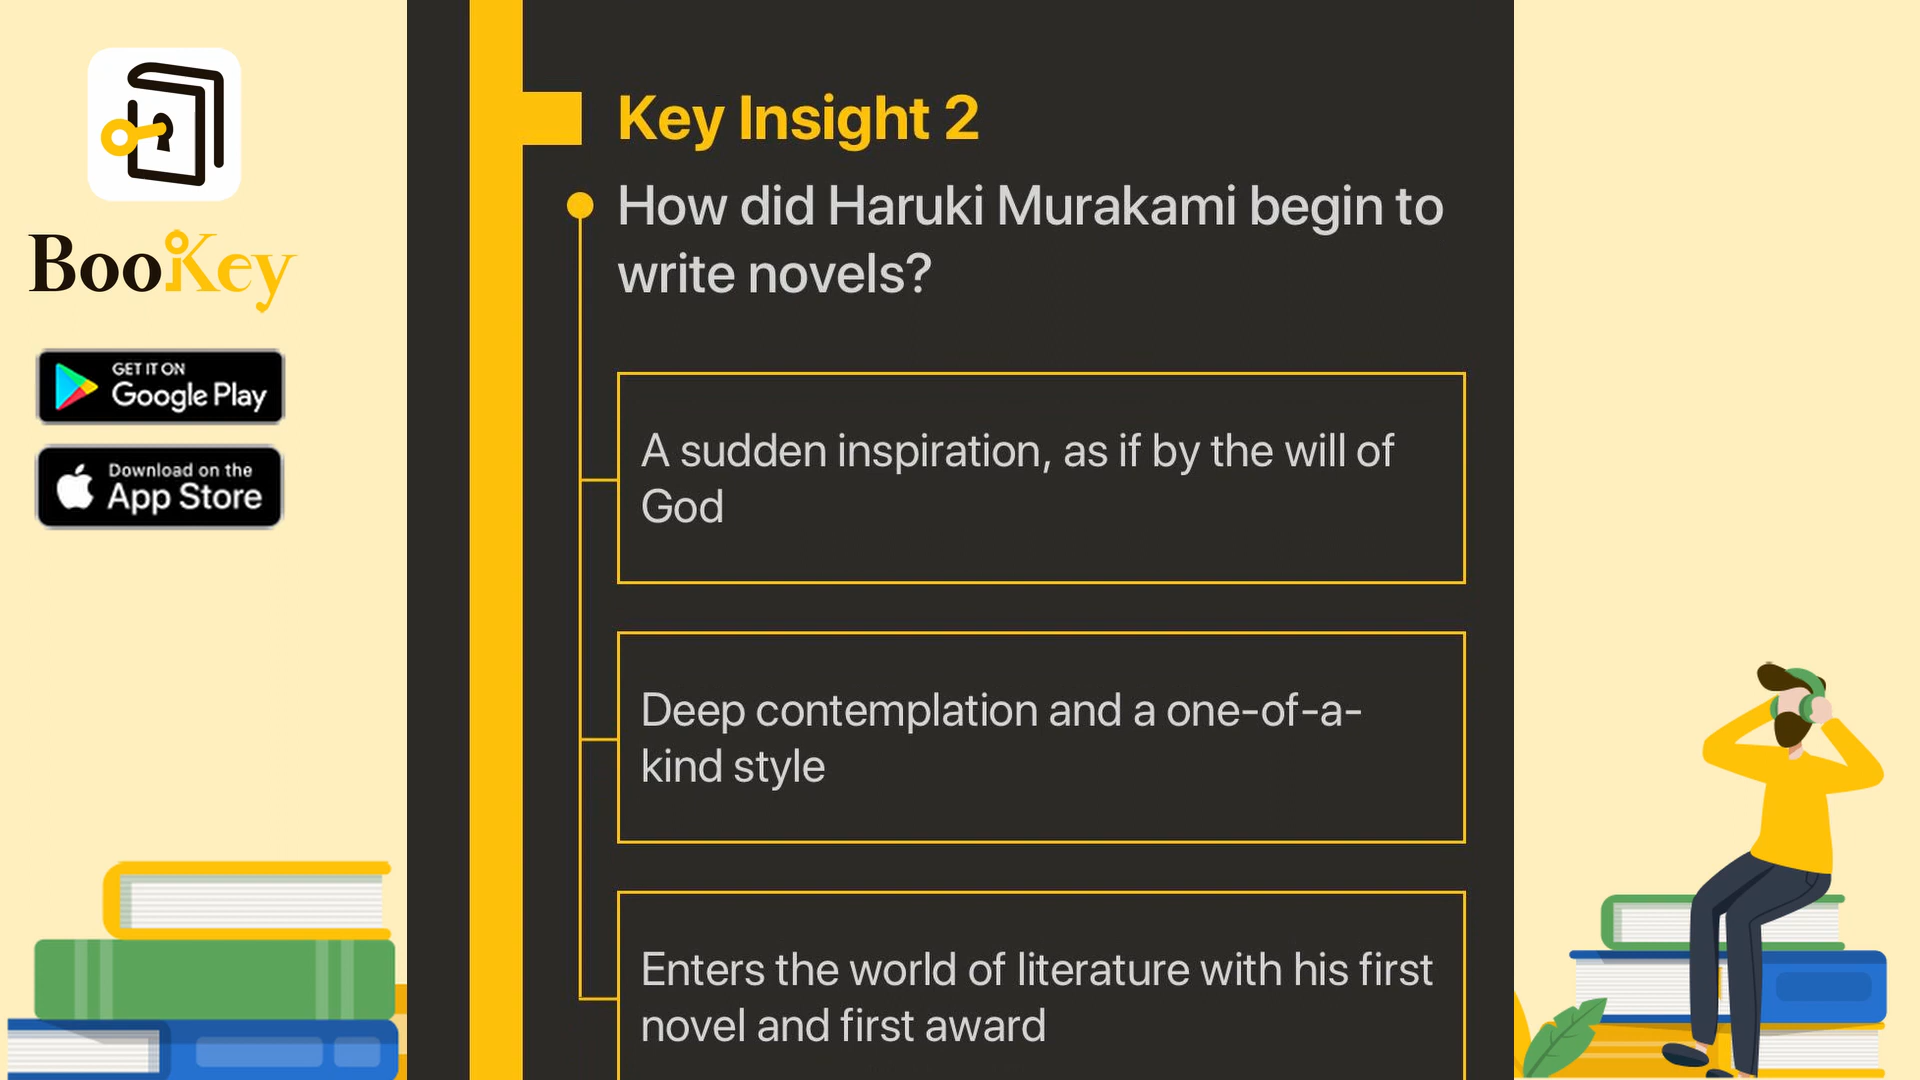 BooKey
GET IT ON
Google Play
Download on the
App Store
Key Insight 2
How did Haruki Murakami begin to
write novels?
A sudden inspiration, as if by the will of
God
Deep contemplation and a one-of-a-
kind style
Enters the world of literature with his first
novel and first award